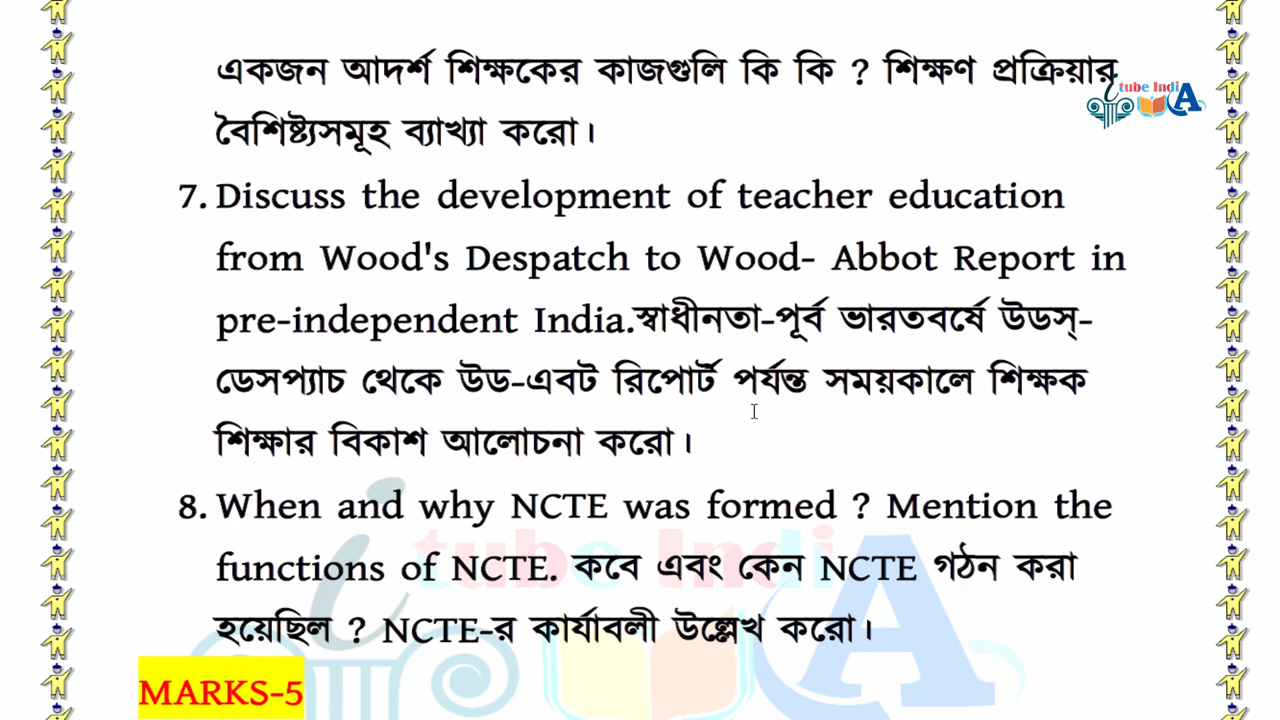 একজন আদর্শ শিক্ষকের কাজগুলি কি কি ? শিক্ষণ প্রক্রিয়ার
itube IndiA
বৈশিষ্ট্যসমূহ ব্যাখ্যা করো।
7. Discuss the development of teacher education
from Wood's Despatch to Wood- Abbot Report in
pre-independent India.স্বাধীনতা-পূর্ব ভারতবর্ষে উডস্-
ডেসপ্যাচ থেকে উড-এবট রিপোর্ট পর্যন্ত সময়কালে শিক্ষক
শিক্ষার বিকাশ আলোচনা করো।
8. When and why NCTE was formed ? Mention the
itube IndiA
functions of NCTE. কবে এবং কেন NCTE গঠন করা
হয়েছিল ? NCTE-র কার্যাবলী উল্লেখ করো।
MARKS-5